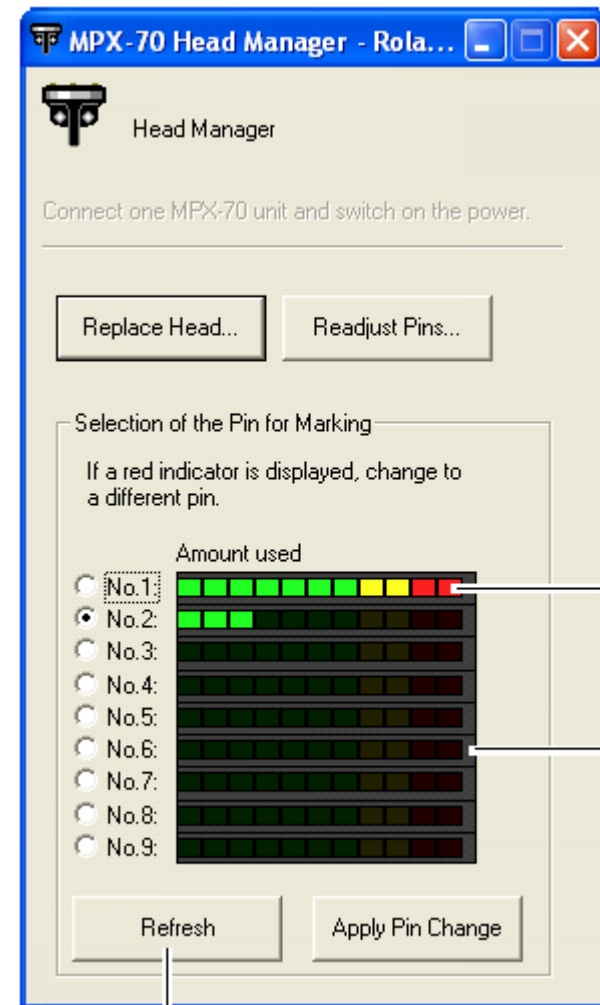 MPX-70 Head Manager - Rola...
Head Manager
Connect one MPX-70 unit and switch on the power.
Replace Head...
Readjust Pins...
Selection of the Pin for Marking
If a red indicator is displayed, change to
a different pin.
Amount used
No.1:
No.2:
No.3:
No.4:
No.5:
No.6:
No.7:
No.8:
No.9:
Refresh
Apply Pin Change